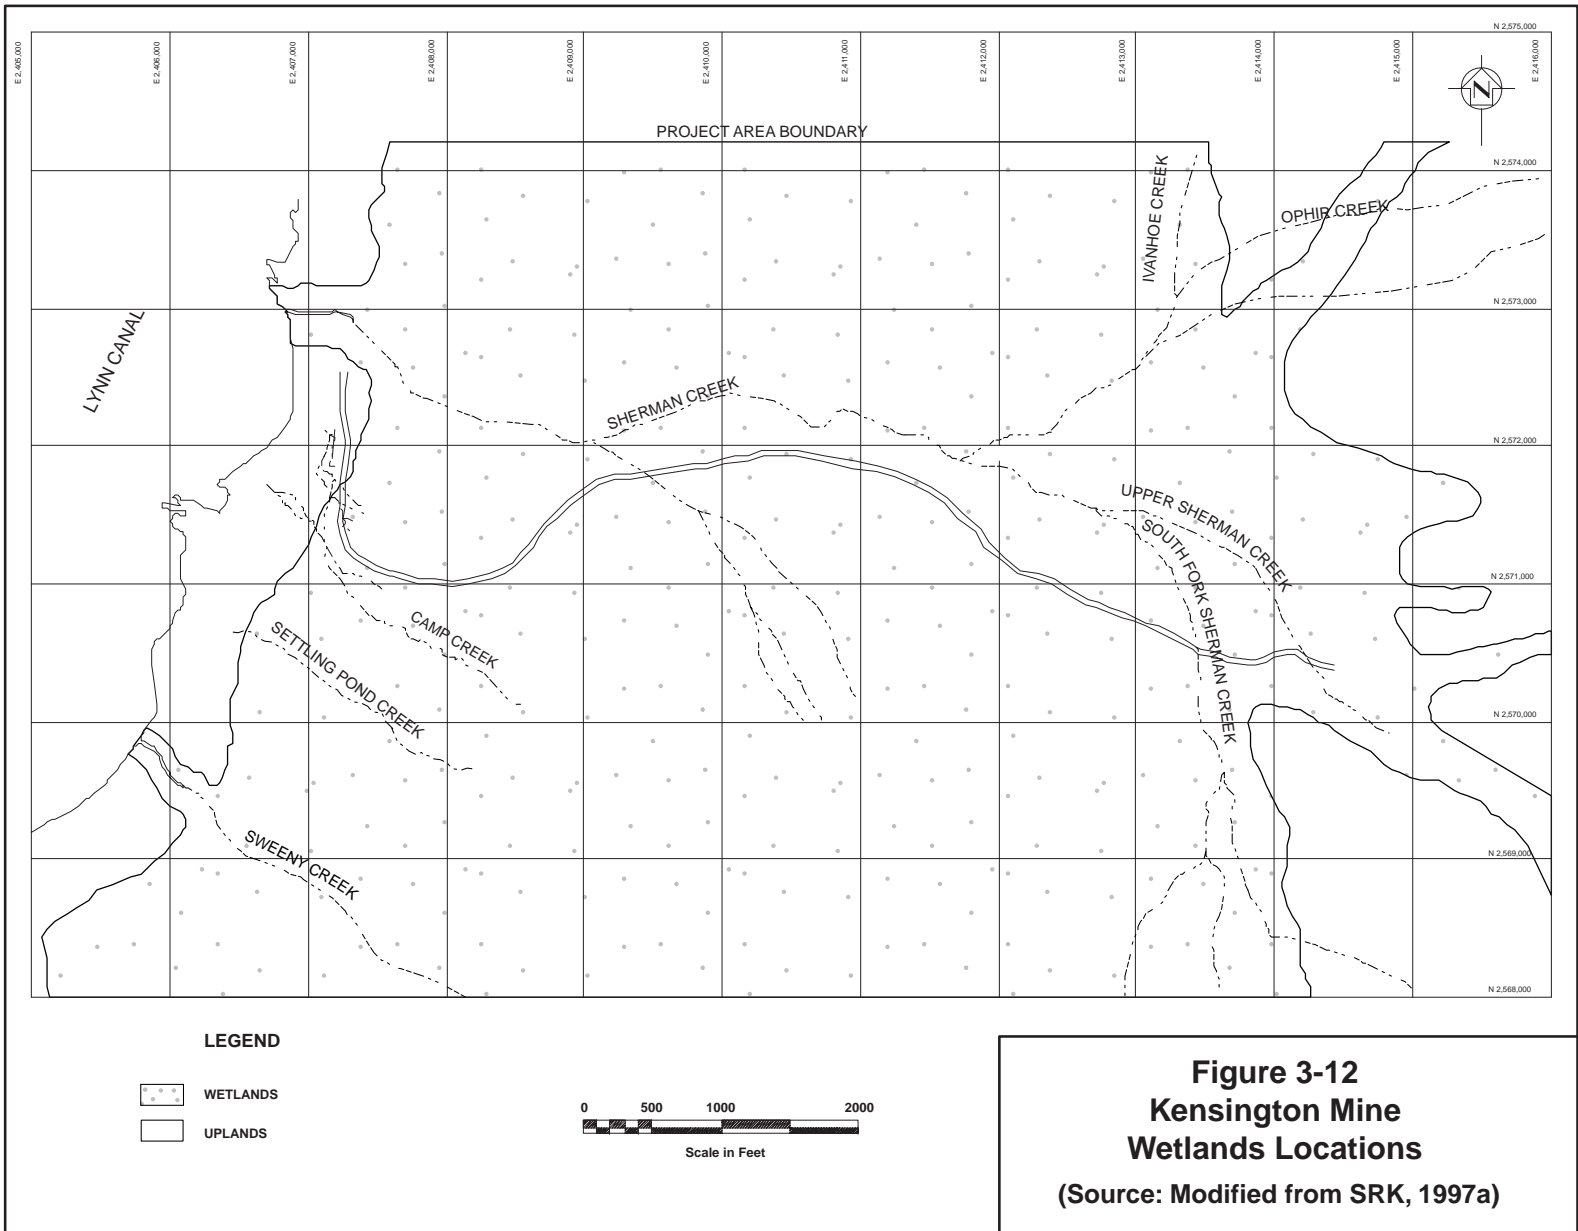 E 2,405,000
E 2,406,000
E 2,407,000
E 2,408,000
E 2,409,000
E 2,410,000
E 2,411,000
E 2,412,000
E 2,413,000
E 2,414,000
E 2,415,000
E 2,416,000
N 2,575,000
N
PROJECT AREA BOUNDARY
N 2,574,000
IVANHOE CREEK
OPHIR CREEK
N 2,573,000
LYNN CANAL
SHERMAN CREEK
N 2,572,000
UPPER SHERMAN CREEK
SOUTH FORK SHERMAN CREEK
N 2,571,000
CAMP CREEK
SETTLING POND CREEK
N 2,570,000
SWEENY CREEK
N 2,569,000
N 2,568,000
LEGEND
WETLANDS
UPLANDS
0 500 1000 2000
Scale in Feet
Figure 3-12
Kensington Mine
Wetlands Locations
(Source: Modified from SRK, 1997a)